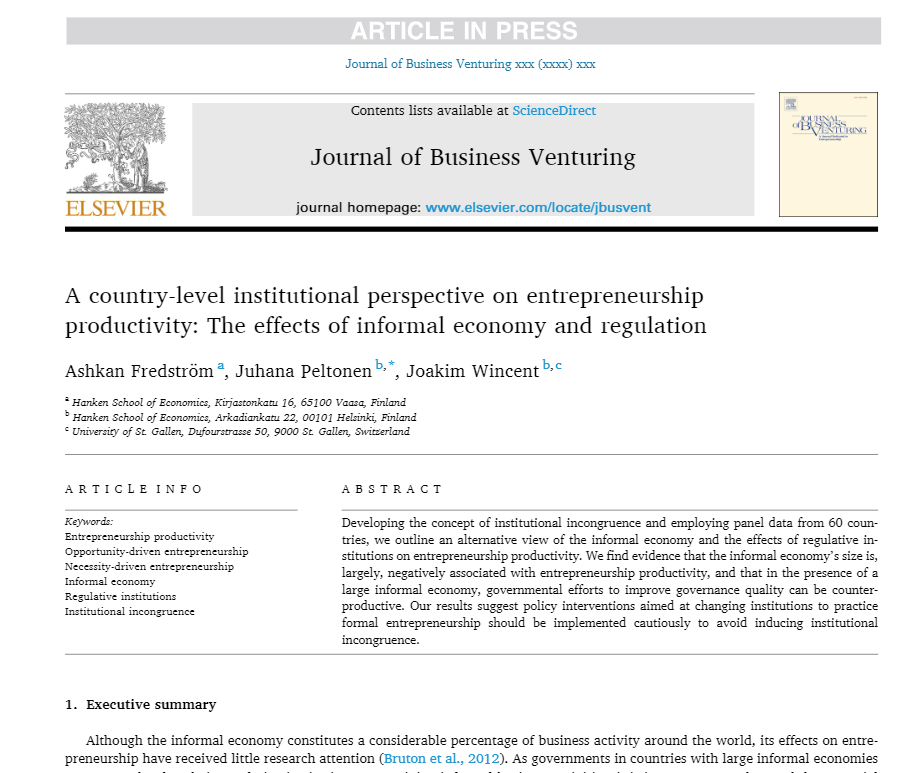 ARTICLE IN PRESS
Journal of Business Venturing xxx (xxxx) xxx
Contents lists available at ScienceDirect
Journal of Business Venturing
journal homepage: www.elsevier.com/locate/jbusvent
ELSEVIER
JOURNAL
of BUSINESS
VENTURING
A country-level institutional perspective on entrepreneurship
productivity: The effects of informal economy and regulation
Ashkan Fredström a, Juhana Peltonen b,*, Joakim Wincent b,c
a Hanken School of Economics, Kirjastonkatu 16, 65100 Vaasa, Finland
b Hanken School of Economics, Arkadiankatu 22, 00101 Helsinki, Finland
c University of St. Gallen, Dufourstrasse 50, 9000 St. Gallen, Switzerland
ARTICLE INFO
Keywords:
Entrepreneurship productivity
Opportunity-driven entrepreneurship
Necessity-driven entrepreneurship
Informal economy
Regulative institutions
Institutional incongruence
ABSTRACT
Developing the concept of institutional incongruence and employing panel data from 60 coun-
tries, we outline an alternative view of the informal economy and the effects of regulative in-
stitutions on entrepreneurship productivity. We find evidence that the informal economy's size is,
largely, negatively associated with entrepreneurship productivity, and that in the presence of a
large informal economy, governmental efforts to improve governance quality can be counter-
productive. Our results suggest policy interventions aimed at changing institutions to practice
formal entrepreneurship should be implemented cautiously to avoid inducing institutional
incongruence.
1. Executive summary
Although the informal economy constitutes a considerable percentage of business activity around the world, its effects on entre-
preneurship have received little research attention (Bruton et al., 2012). As governments in countries with large informal economies